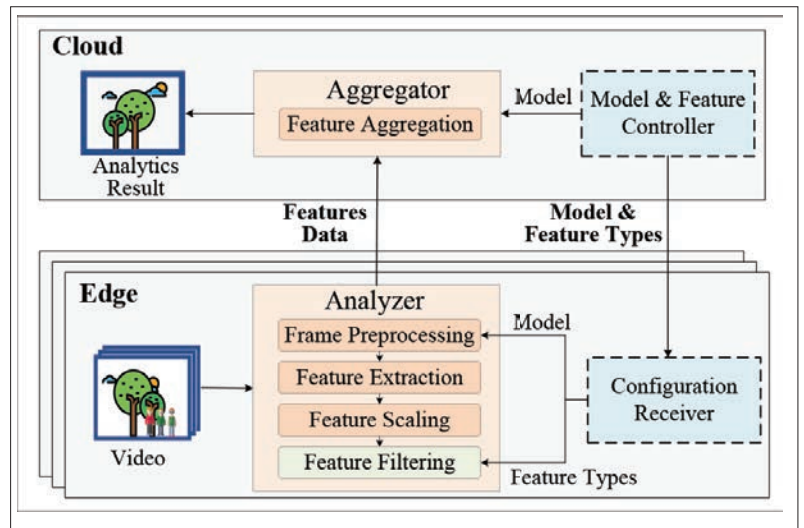 Cloud
Aggregator
Feature Aggregation
Model
Model & Feature
Controller
Analytics
Result
Features
Data
Model &
Feature Types
Edge
Analyzer
Frame Preprocessing
Feature Extraction
Feature Scaling
Feature Filtering
Model
Configuration
Receiver
Video
Feature Types